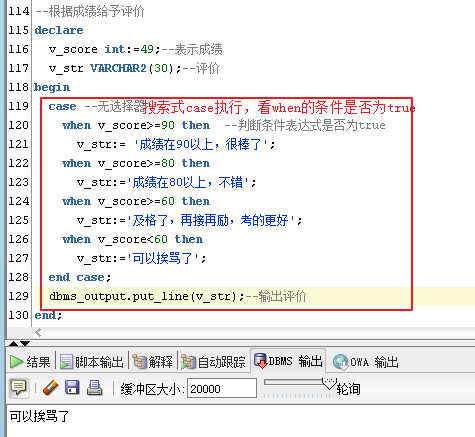 114 --根据成绩给予评价
115 declare
116 v_score int:=49;--表示成绩
117 v_str VARCHAR2(30);--评价
118 begin
119 case --无选择器搜索式case执行，看when的条件是否为true
120 when v_score>=90 then --判断条件表达式是否为true
121 v_str:= '成绩在90以上，很棒了';
122 when v_score>=80 then
123 v_str:='成绩在80以上，不错';
124 when v_score>=60 then
125 v_str:='及格了，再接再励，考的更好';
126 when v_score<60 then
127 v_str:='可以挨骂了';
128 end case;
129 dbms_output.put_line(v_str);--输出评价
130 end;
结果 脚本输出 解释 自动跟踪 DBMS 输出 OWA 输出
缓冲区大小: 20000 轮询
可以挨骂了